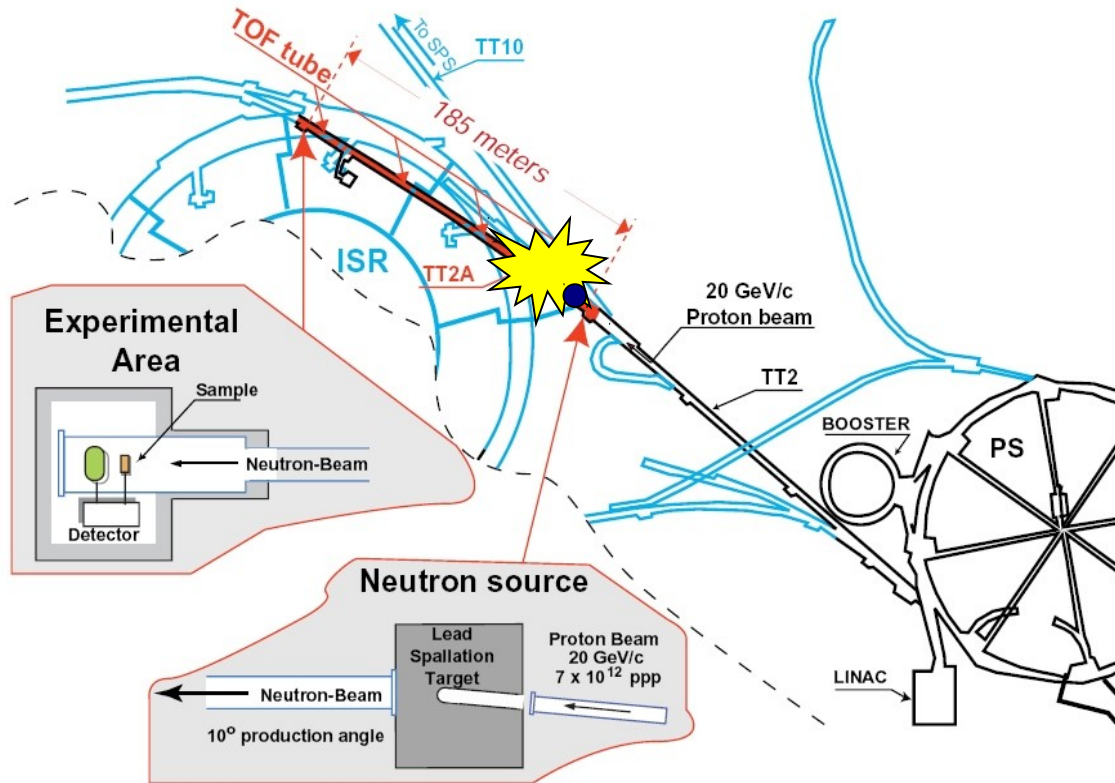 To SPS
TT10
TOF tube
185 meters
ISR
TT2A
20 GeV/c
Proton beam
TT2
BOOSTER
PS
LINAC
Experimental
Area
Sample
Neutron-Beam
Detector
Neutron source
Lead
Spallation
Target
Proton Beam
20 GeV/c
7 x 10¹² ppp
Neutron-Beam
10° production angle